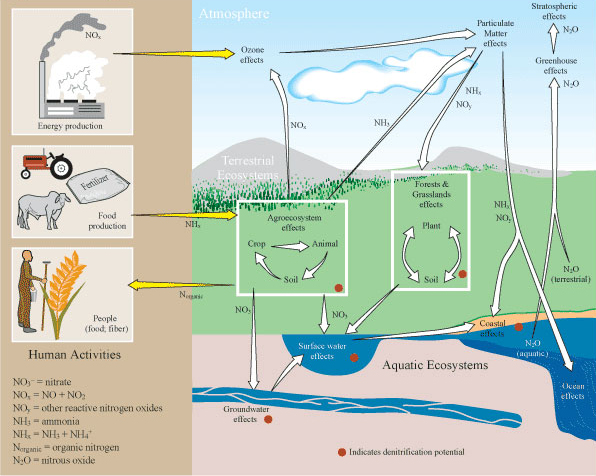 Atmosphere
Stratospheric
effects
N₂O
Greenhouse
effects
N₂O
Particulate
Matter
effects
NOₓ
Energy production
Ozone
effects
NOₓ
NH₃
NHₓ
NOᵧ
Terrestrial
Ecosystems
Fertilizer
Food
production
NHₓ
Agroecosystem
effects
Crop
Animal
Soil
Forests &
Grasslands
effects
Plant
Soil
NHₓ
NOᵧ
N₂O
(terrestrial)
People
(food; fiber)
Norganic
NO₃
NO₃
NO₃
Surface water
effects
Coastal
effects
N₂O
(aquatic)
Ocean
effects
Aquatic Ecosystems
Groundwater
effects
Human Activities
NO₃⁻ = nitrate
NOₓ = NO + NO₂
NOᵧ = other reactive nitrogen oxides
NH₃ = ammonia
NHₓ = NH₃ + NH₄⁺
Norganic = organic nitrogen
N₂O = nitrous oxide
Indicates denitrification potential